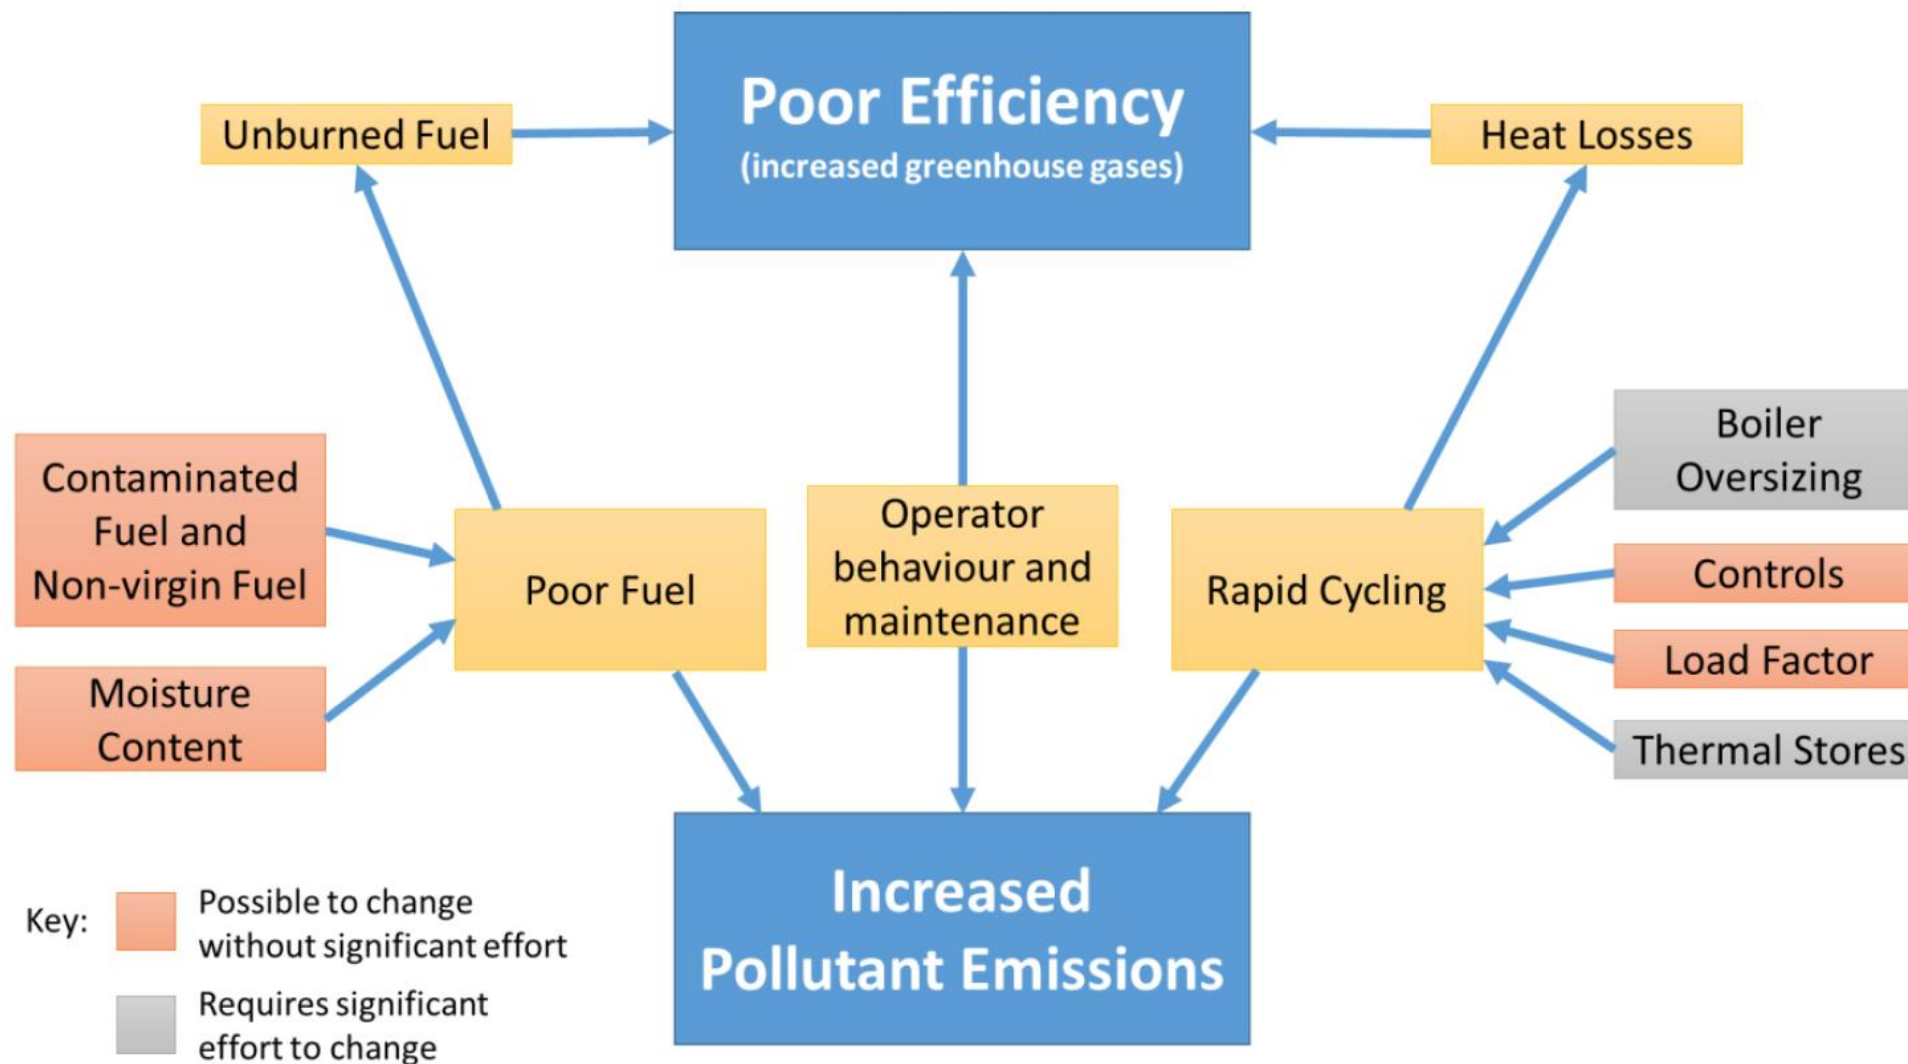 Poor Efficiency
(increased greenhouse gases)
Unburned Fuel
Heat Losses
Contaminated
Fuel and
Non-virgin Fuel
Moisture
Content
Poor Fuel
Operator
behaviour and
maintenance
Rapid Cycling
Boiler
Oversizing
Controls
Load Factor
Thermal Stores
Increased
Pollutant Emissions
Key:
Possible to change
without significant effort
Requires significant
effort to change